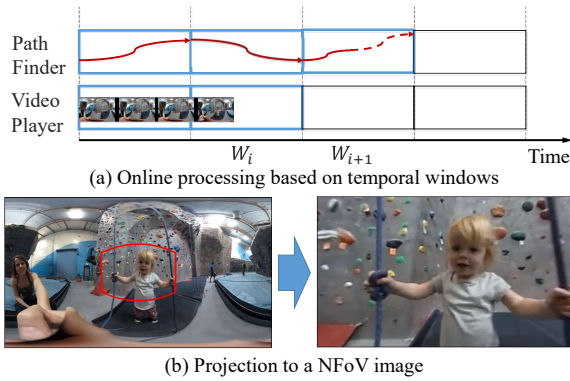 Path
Finder
Video
Player
W_i W_{i+1} Time
(a) Online processing based on temporal windows
(b) Projection to a NFoV image